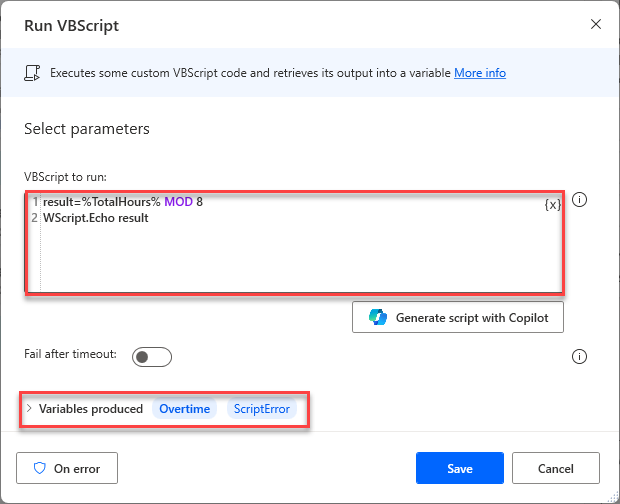 Run VBScript
Executes some custom VBScript code and retrieves its output into a variable More info
Select parameters
VBScript to run:
1 result=%TotalHours% MOD 8 {x}
2 WScript.Echo result
Generate script with Copilot
Fail after timeout:
Variables produced Overtime ScriptError
On error Save Cancel